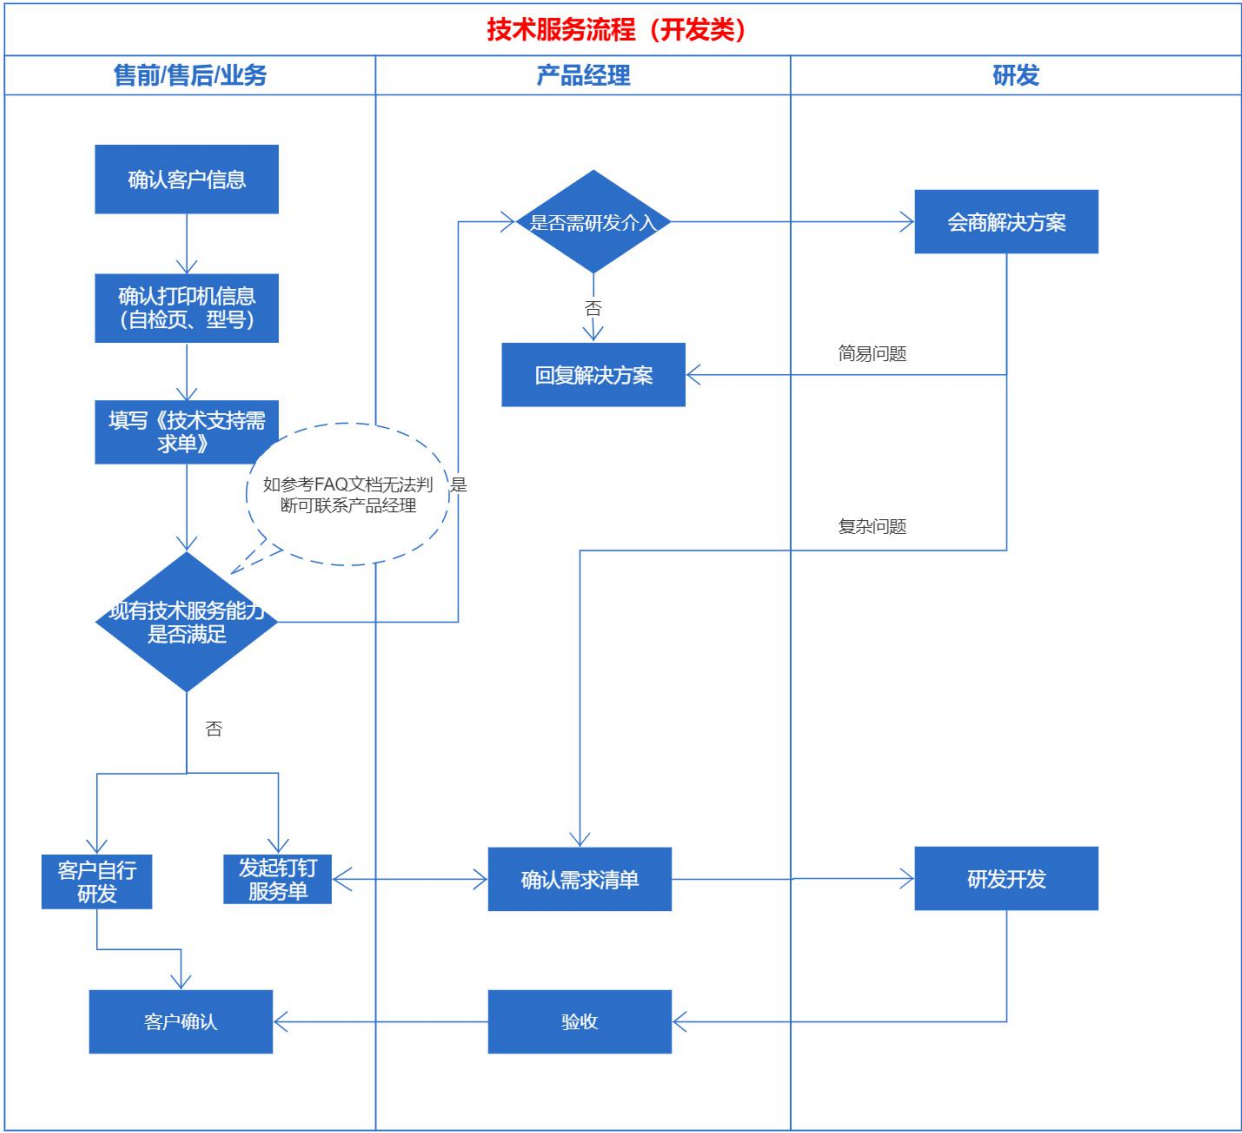 技术服务流程（开发类）
售前/售后/业务
产品经理
研发
确认客户信息
是否需研发介入
会商解决方案
确认打印机信息
（自检页、型号）
否
简易问题
回复解决方案
填写《技术支持需
求单》
如参考FAQ文档无法判
断可联系产品经理
是
复杂问题
现有技术服务能力
是否满足
否
客户自行
研发
发起钉钉
服务单
确认需求清单
研发开发
客户确认
验收